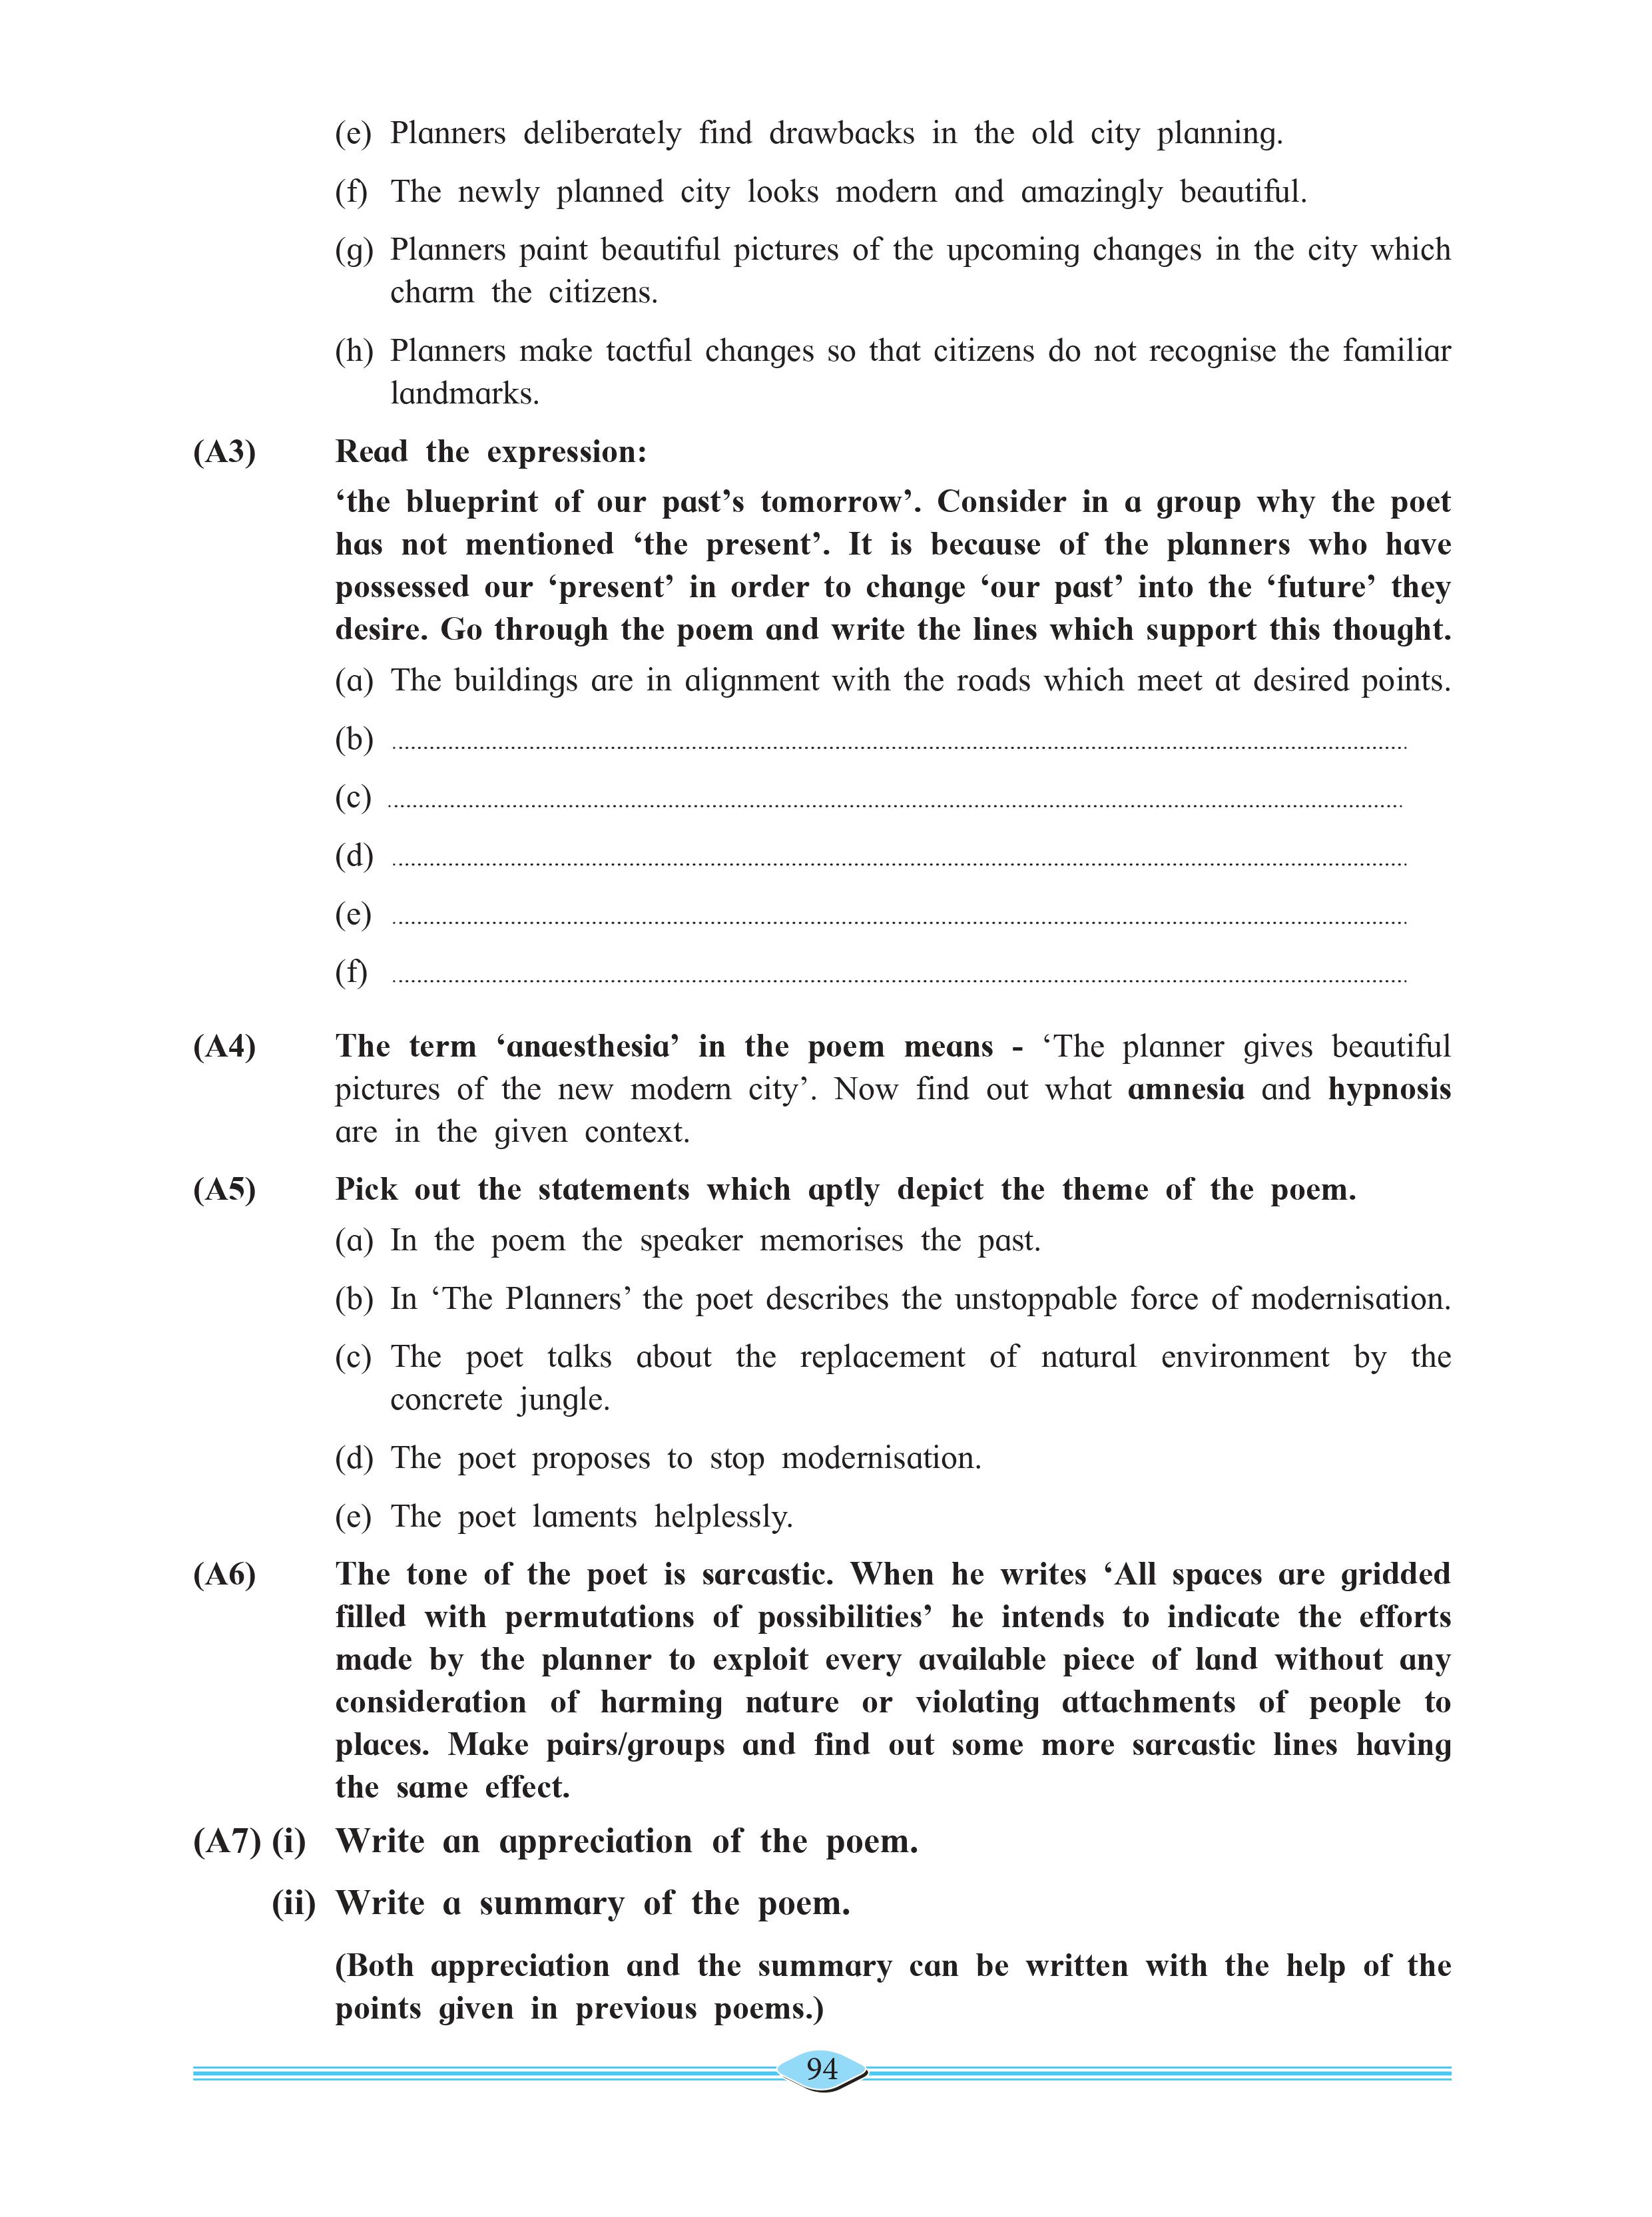 (e) Planners deliberately find drawbacks in the old city planning.
(f) The newly planned city looks modern and amazingly beautiful.
(g) Planners paint beautiful pictures of the upcoming changes in the city which
charm the citizens.
(h) Planners make tactful changes so that citizens do not recognise the familiar
landmarks.
(A3) Read the expression:
‘the blueprint of our past’s tomorrow’. Consider in a group why the poet
has not mentioned ‘the present’. It is because of the planners who have
possessed our ‘present’ in order to change ‘our past’ into the ‘future’ they
desire. Go through the poem and write the lines which support this thought.
(a) The buildings are in alignment with the roads which meet at desired points.
(b)
(c)
(d)
(e)
(f)
(A4) The term ‘anaesthesia’ in the poem means - ‘The planner gives beautiful
pictures of the new modern city’. Now find out what amnesia and hypnosis
are in the given context.
(A5) Pick out the statements which aptly depict the theme of the poem.
(a) In the poem the speaker memorises the past.
(b) In ‘The Planners’ the poet describes the unstoppable force of modernisation.
(c) The poet talks about the replacement of natural environment by the
concrete jungle.
(d) The poet proposes to stop modernisation.
(e) The poet laments helplessly.
(A6) The tone of the poet is sarcastic. When he writes ‘All spaces are gridded
filled with permutations of possibilities’ he intends to indicate the efforts
made by the planner to exploit every available piece of land without any
consideration of harming nature or violating attachments of people to
places. Make pairs/groups and find out some more sarcastic lines having
the same effect.
(A7) (i) Write an appreciation of the poem.
(ii) Write a summary of the poem.
(Both appreciation and the summary can be written with the help of the
points given in previous poems.)
94